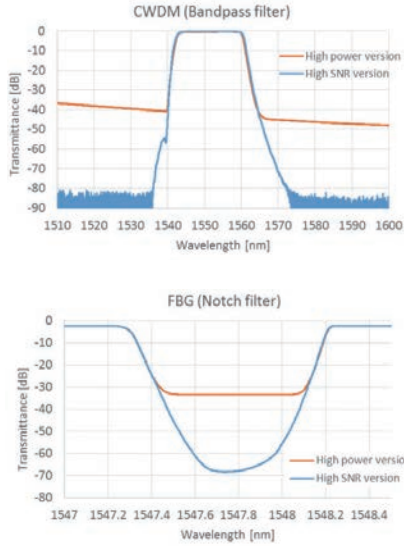 CWDM (Bandpass filter)
0
-10
-20
-30
-40
-50
-60
-70
-80
-90
Transmittance [dB]
High power version
High SNR version
1510 1520 1530 1540 1550 1560 1570 1580 1590 1600
Wavelength [nm]
FBG (Notch filter)
0
-10
-20
-30
-40
-50
-60
-70
-80
Transmittance [dB]
High power version
High SNR version
1547 1547.2 1547.4 1547.6 1547.8 1548 1548.2 1548.4
Wavelength [nm]